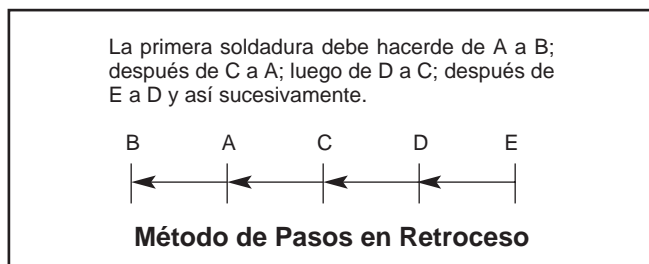 La primera soldadura debe hacerde de A a B;
después de C a A; luego de D a C; después de
E a D y así sucesivamente.
B A C D E
Método de Pasos en Retroceso